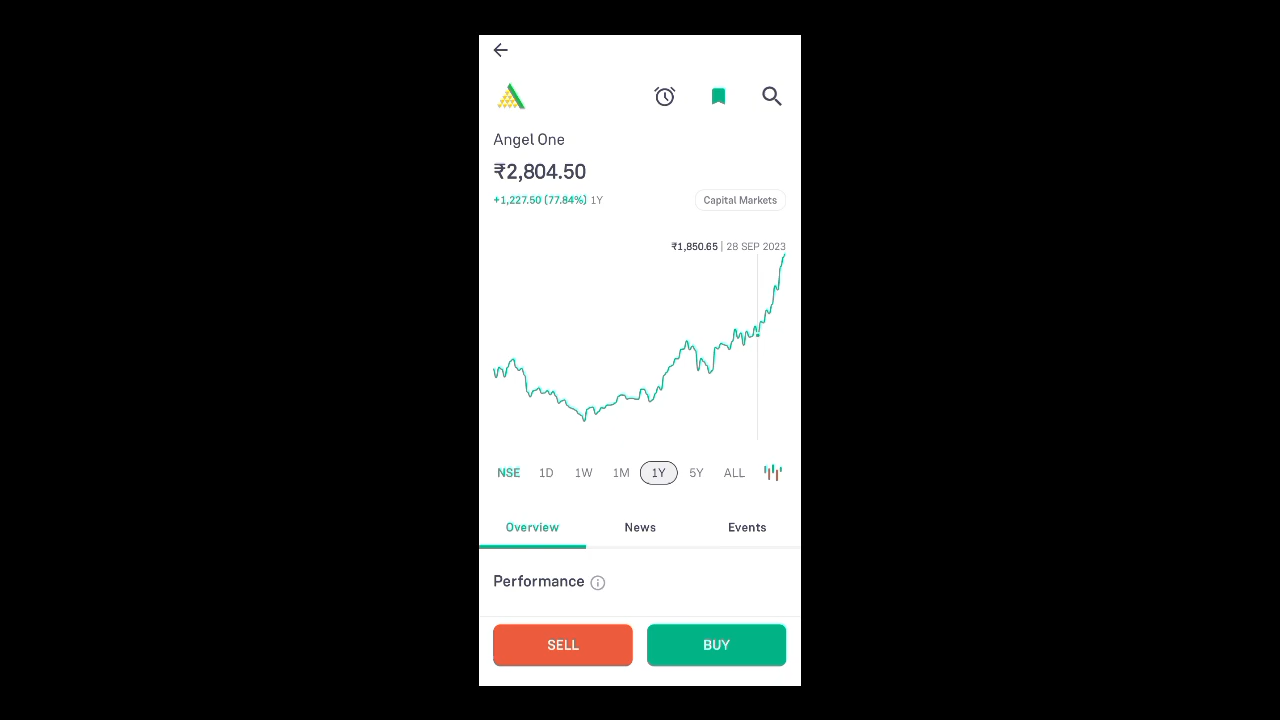 Angel One
₹2,804.50
+1,227.50 (77.84%) 1Y
Capital Markets
₹1,850.65 | 28 SEP 2023
NSE 1D 1W 1M 1Y 5Y ALL
Overview News Events
Performance
SELL BUY